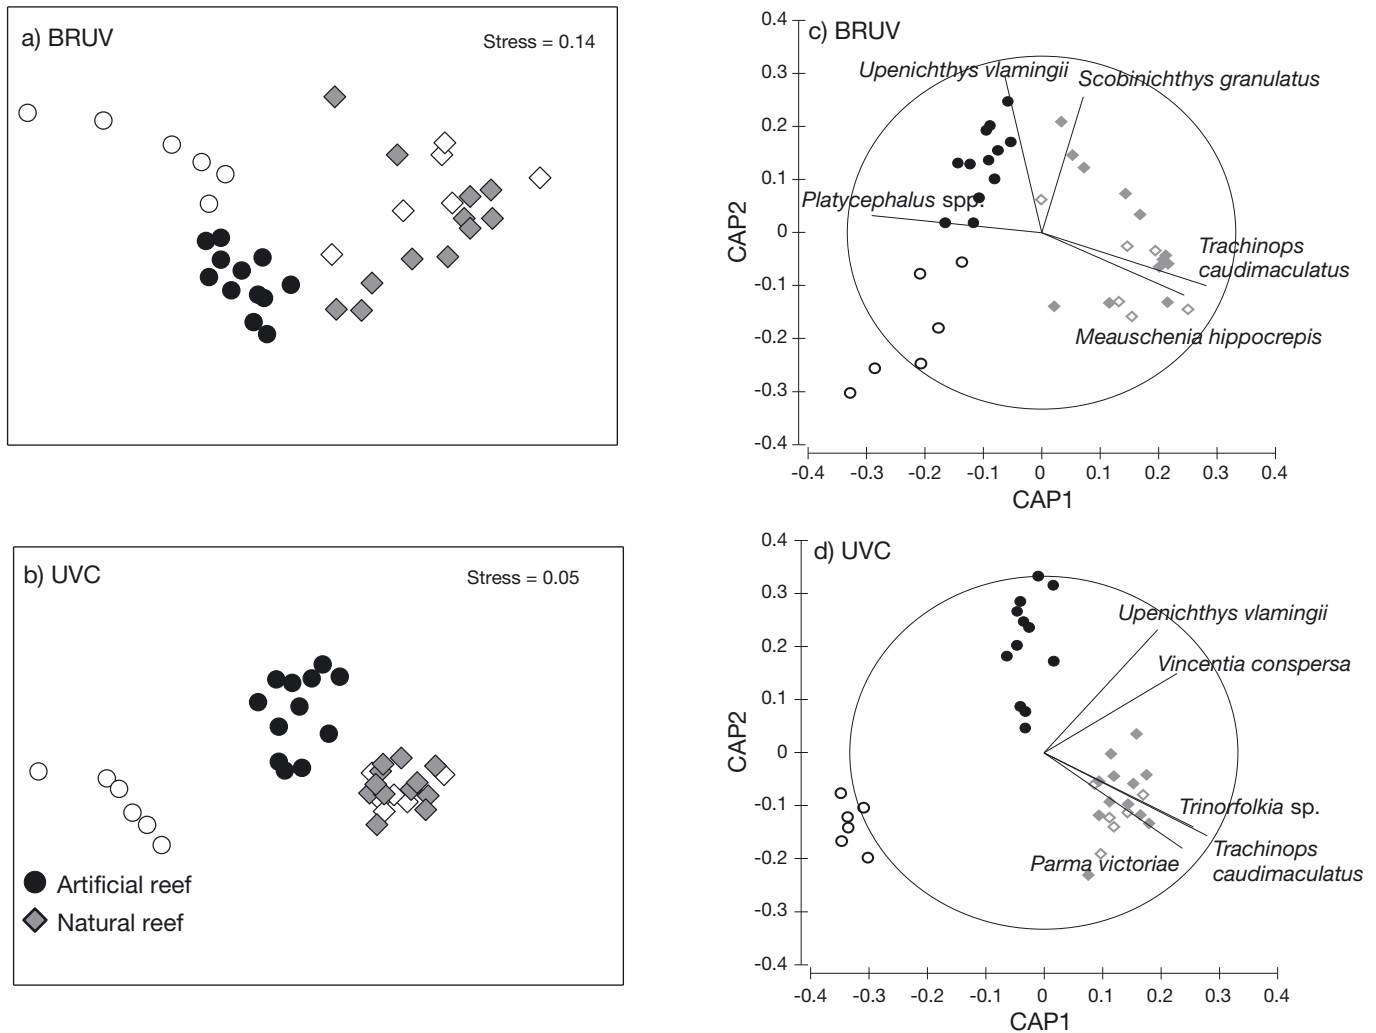 a) BRUV
Stress = 0.14
b) UVC
Stress = 0.05
Artificial reef
Natural reef
c) BRUV
0.4
0.3
0.2
0.1
0
-0.1
-0.2
-0.3
-0.4
CAP2
Upenichthys vlamingii
Scobinichthys granulatus
Platycephalus spp.
Trachinops
caudimaculatus
Meauschenia hippocrepis
-0.4 -0.3 -0.2 -0.1 0 0.1 0.2 0.3 0.4
CAP1
d) UVC
0.4
0.3
0.2
0.1
0
-0.1
-0.2
-0.3
-0.4
CAP2
Upenichthys vlamingii
Vincentia conspersa
Trinorfolkia sp.
Parma victoriae
Trachinops
caudimaculatus
-0.4 -0.3 -0.2 -0.1 0 0.1 0.2 0.3 0.4
CAP1